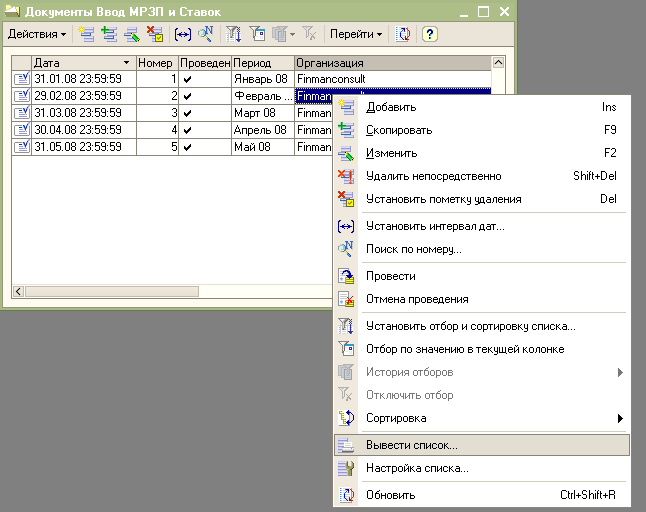 Документы Ввод МРЗП и Ставок
Действия Перейти
Дата Номер Проведен Период Организация
31.01.08 23:59:59 1 Январь 08 Finmanconsult
29.02.08 23:59:59 2 Февраль ... Finmanconsult
31.03.08 23:59:59 3 Март 08 Finman
30.04.08 23:59:59 4 Апрель 08 Finman
31.05.08 23:59:59 5 Май 08 Finman
Добавить Ins
Скопировать F9
Изменить F2
Удалить непосредственно Shift+Del
Установить пометку удаления Del
Установить интервал дат...
Поиск по номеру...
Провести
Отмена проведения
Установить отбор и сортировку списка...
Отбор по значению в текущей колонке
История отборов
Отключить отбор
Сортировка
Вывести список...
Настройка списка...
Обновить Ctrl+Shift+R